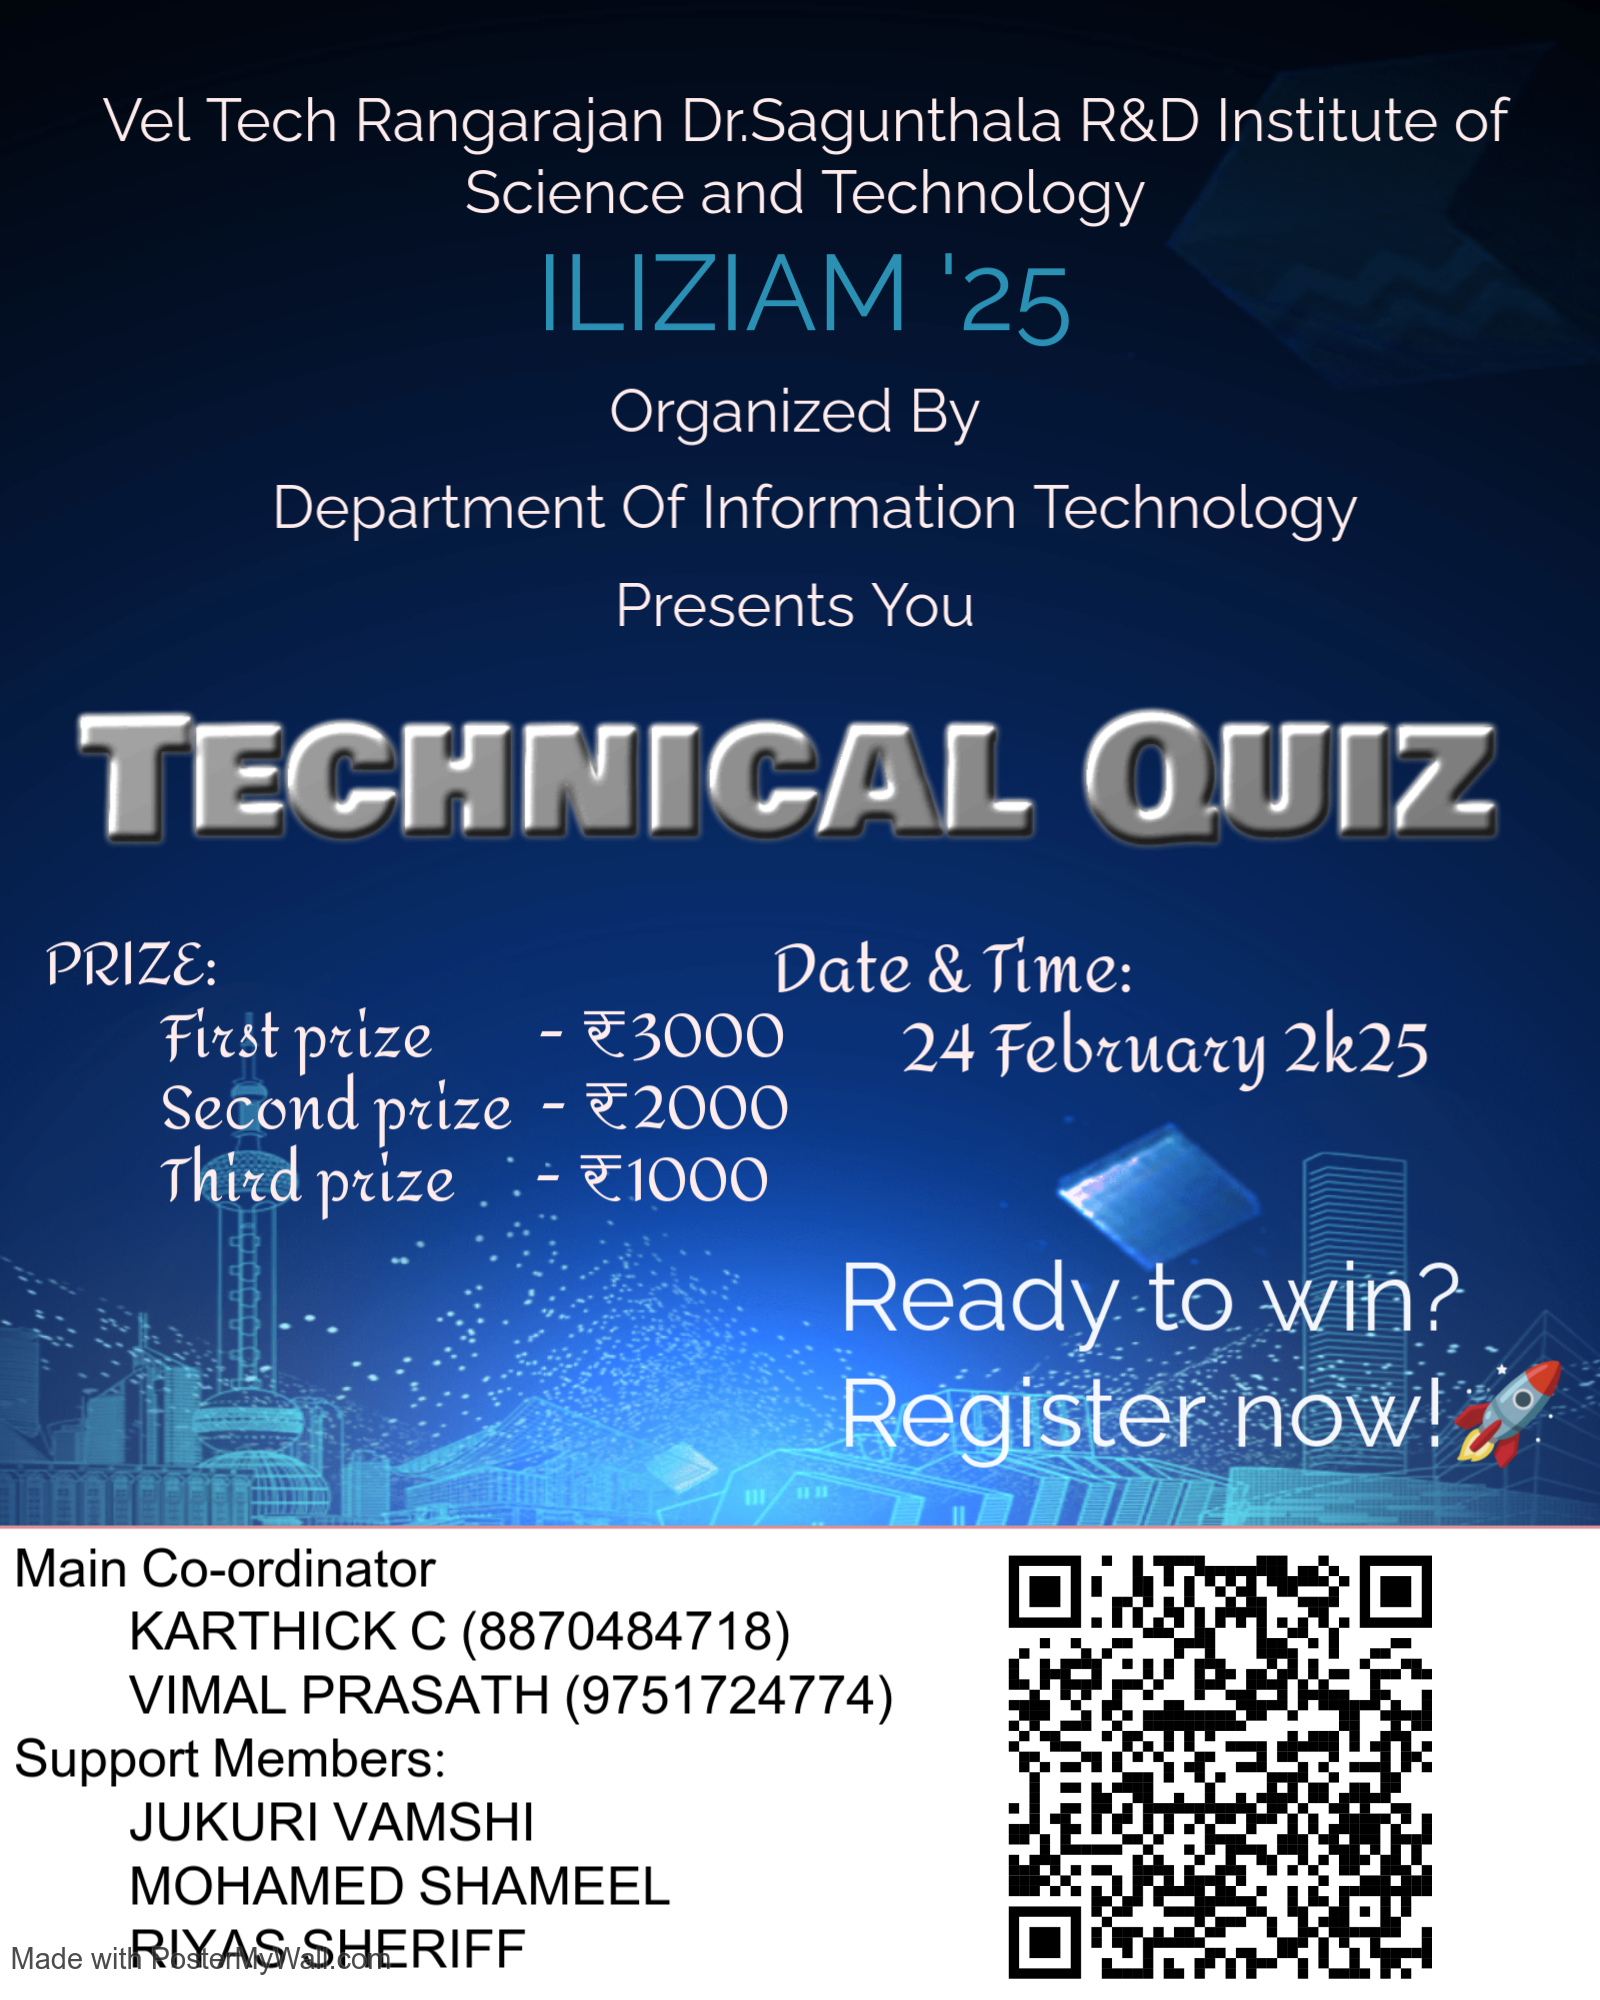 Vel Tech Rangarajan Dr.Sagunthala R&D Institute of
Science and Technology
ILIZIAM '25
Organized By
Department Of Information Technology
Presents You
TECHNICAL QUIZ
PRIZE:
First prize - ₹3000
Second prize - ₹2000
Third prize - ₹1000
Date & Time:
24 February 2k25
Ready to win?
Register now!🚀
Main Co-ordinator
KARTHICK C (8870484718)
VIMAL PRASATH (9751724774)
Support Members:
JUKURI VAMSHI
MOHAMED SHAMEEL
RIYAS SHERIFF
Made with PosterMyWall.com